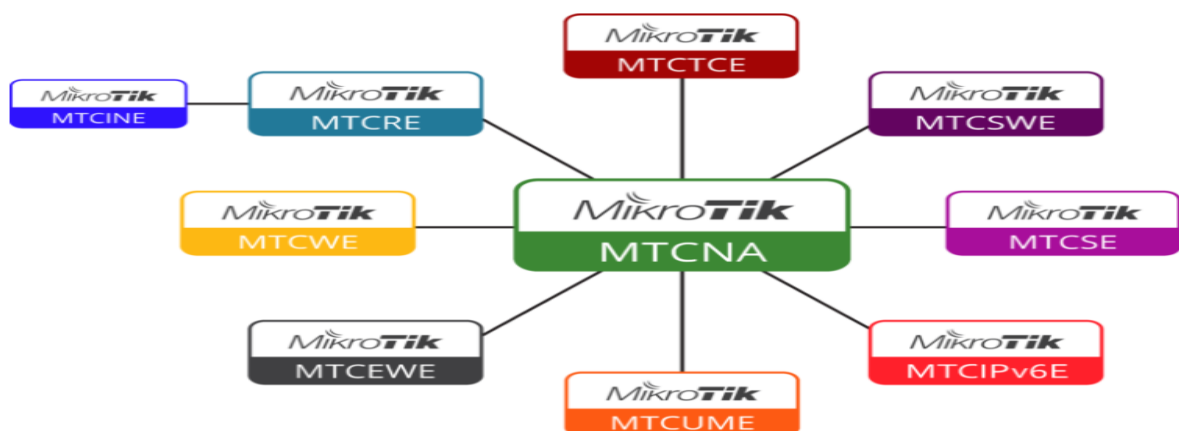 MikroTik
MTCTCE
MikroTik
MTCINE
MikroTik
MTCRE
MikroTik
MTCSWE
MikroTik
MTCWE
MikroTik
MTCNA
MikroTik
MTCSE
MikroTik
MTCEWE
MikroTik
MTCUME
MikroTik
MTCIPv6E